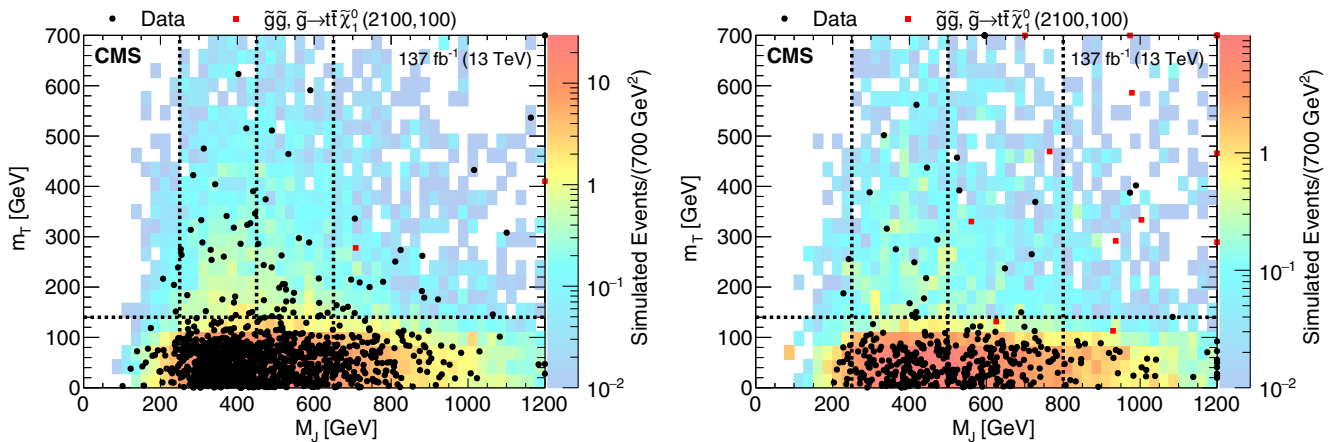 Data g̃g̃, g̃→tt̄χ̃⁰₁ (2100,100)
CMS
137 fb⁻¹ (13 TeV)
700
600
500
400
300
200
100
0
m_T [GeV]
0 200 400 600 800 1000 1200
M_J [GeV]
10
1
10⁻¹
10⁻²
Simulated Events/(700 GeV²)
Data g̃g̃, g̃→tt̄χ̃⁰₁ (2100,100)
CMS
137 fb⁻¹ (13 TeV)
700
600
500
400
300
200
100
0
m_T [GeV]
0 200 400 600 800 1000 1200
M_J [GeV]
1
10⁻¹
10⁻²
Simulated Events/(700 GeV²)